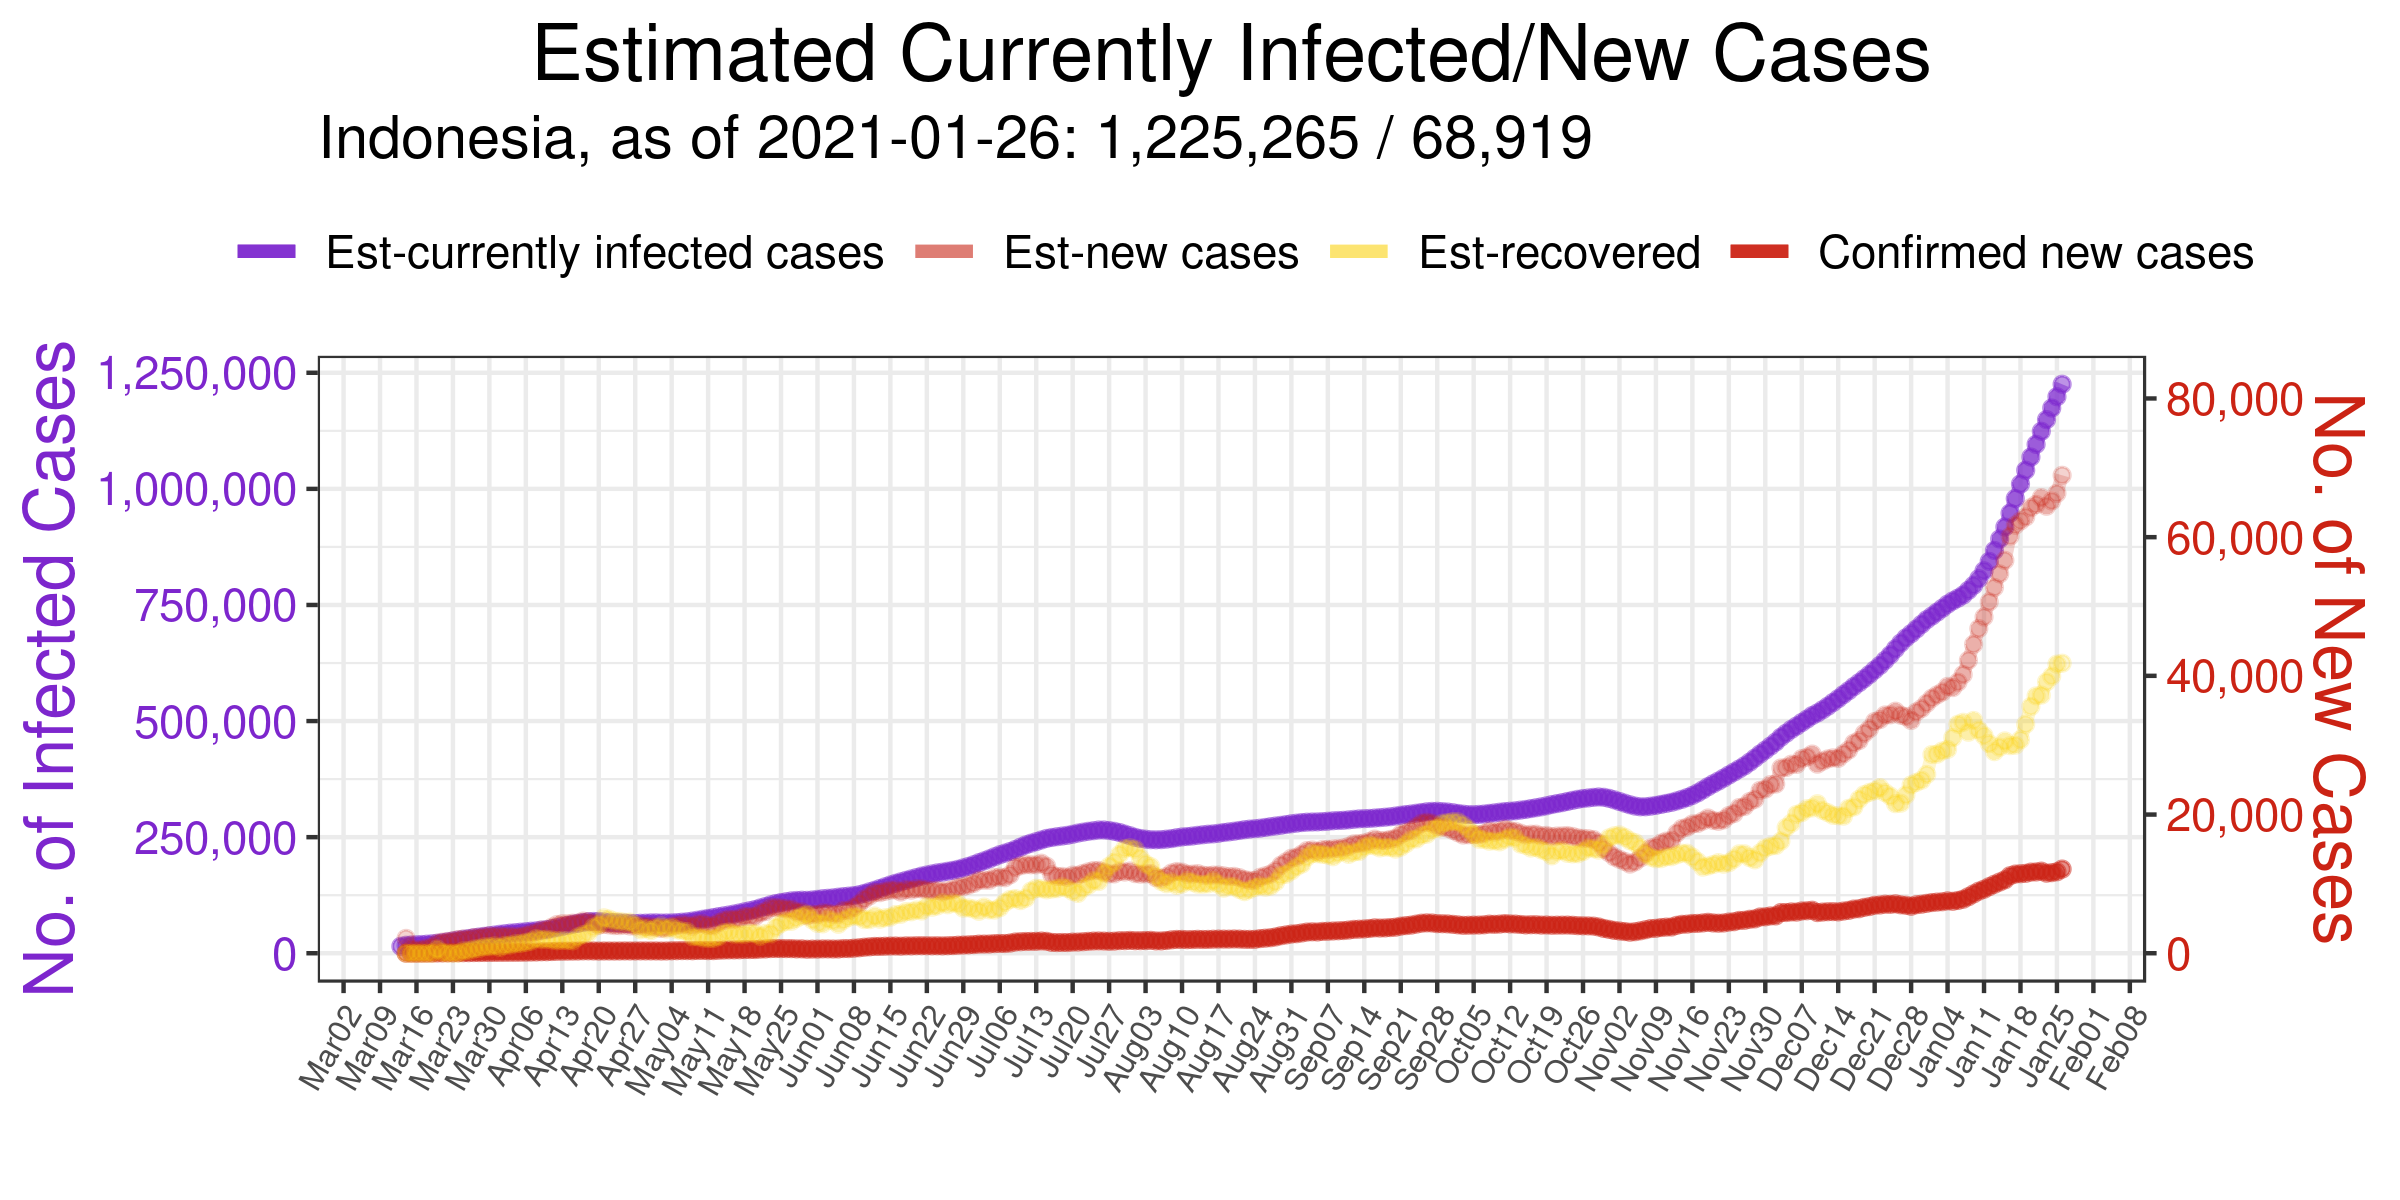 Estimated Currently Infected/New Cases
Indonesia, as of 2021-01-26: 1,225,265 / 68,919
Est-currently infected cases Est-new cases Est-recovered Confirmed new cases
No. of Infected Cases
1,250,000
1,000,000
750,000
500,000
250,000
0
80,000
60,000
40,000
20,000
0
No. of New Cases
Mar02 Mar09 Mar16 Mar23 Mar30 Apr06 Apr13 Apr20 Apr27 May04 May11 May18 May25 Jun01 Jun08 Jun15 Jun22 Jun29 Jul06 Jul13 Jul20 Jul27 Aug03 Aug10 Aug17 Aug24 Aug31 Sep07 Sep14 Sep21 Sep28 Oct05 Oct12 Oct19 Oct26 Nov02 Nov09 Nov16 Nov23 Nov30 Dec07 Dec14 Dec21 Dec28 Jan04 Jan11 Jan18 Jan25 Feb01 Feb08